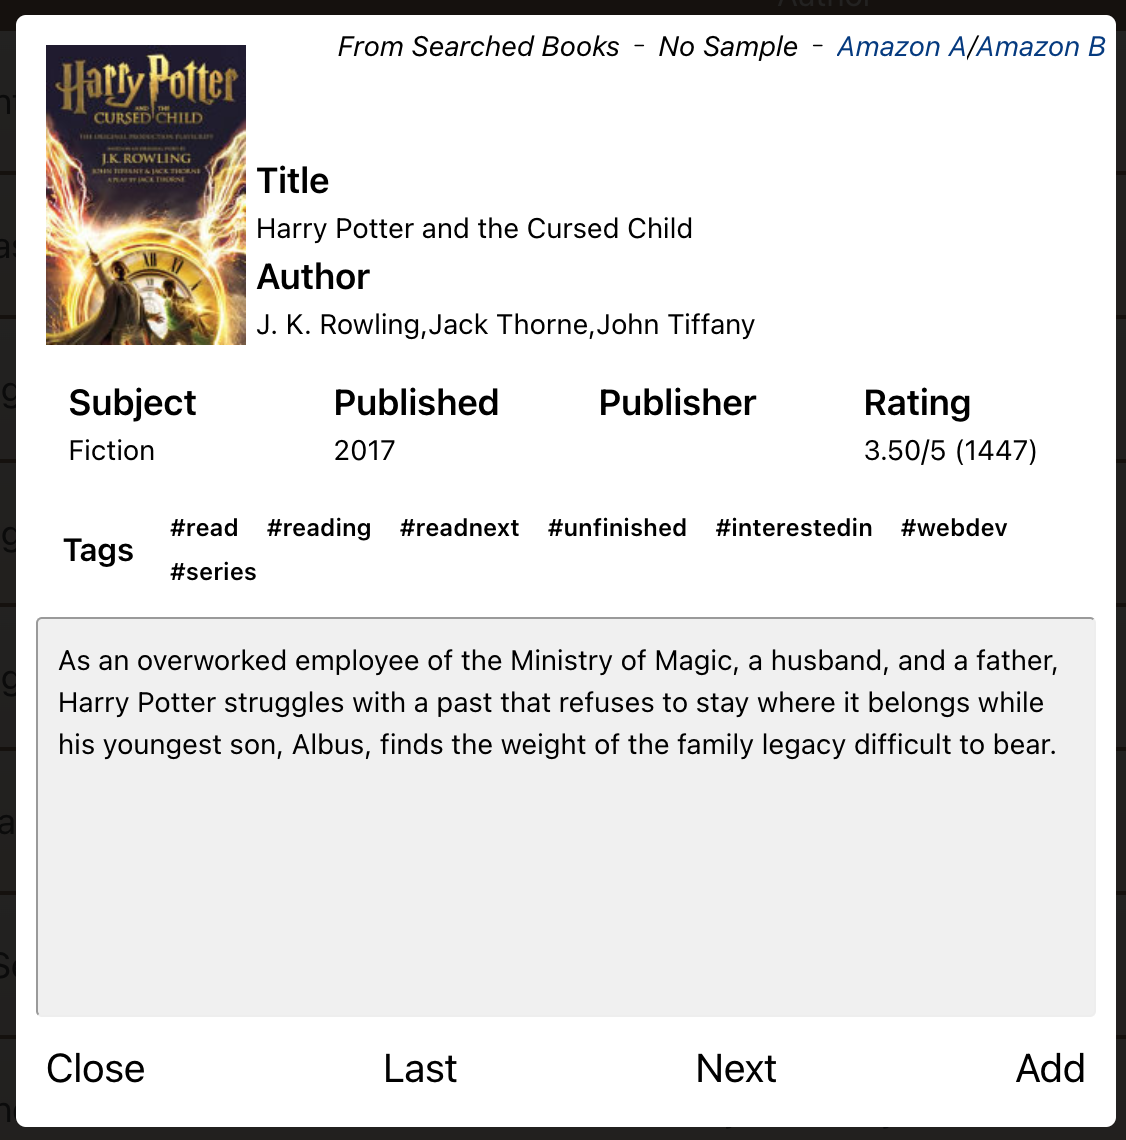 From Searched Books - No Sample - Amazon A/Amazon B
Harry Potter
AND THE
CURSED CHILD
THE ORIGINAL PRODUCTION PLAYSCRIPT
J.K. ROWLING
JOHN TIFFANY & JACK THORNE
A PLAY BY JACK THORNE
Title
Harry Potter and the Cursed Child
Author
J. K. Rowling,Jack Thorne,John Tiffany
Subject Published Publisher Rating
Fiction 2017 3.50/5 (1447)
Tags
#read #reading #readnext #unfinished #interestedin #webdev
#series
As an overworked employee of the Ministry of Magic, a husband, and a father,
Harry Potter struggles with a past that refuses to stay where it belongs while
his youngest son, Albus, finds the weight of the family legacy difficult to bear.
Close Last Next Add